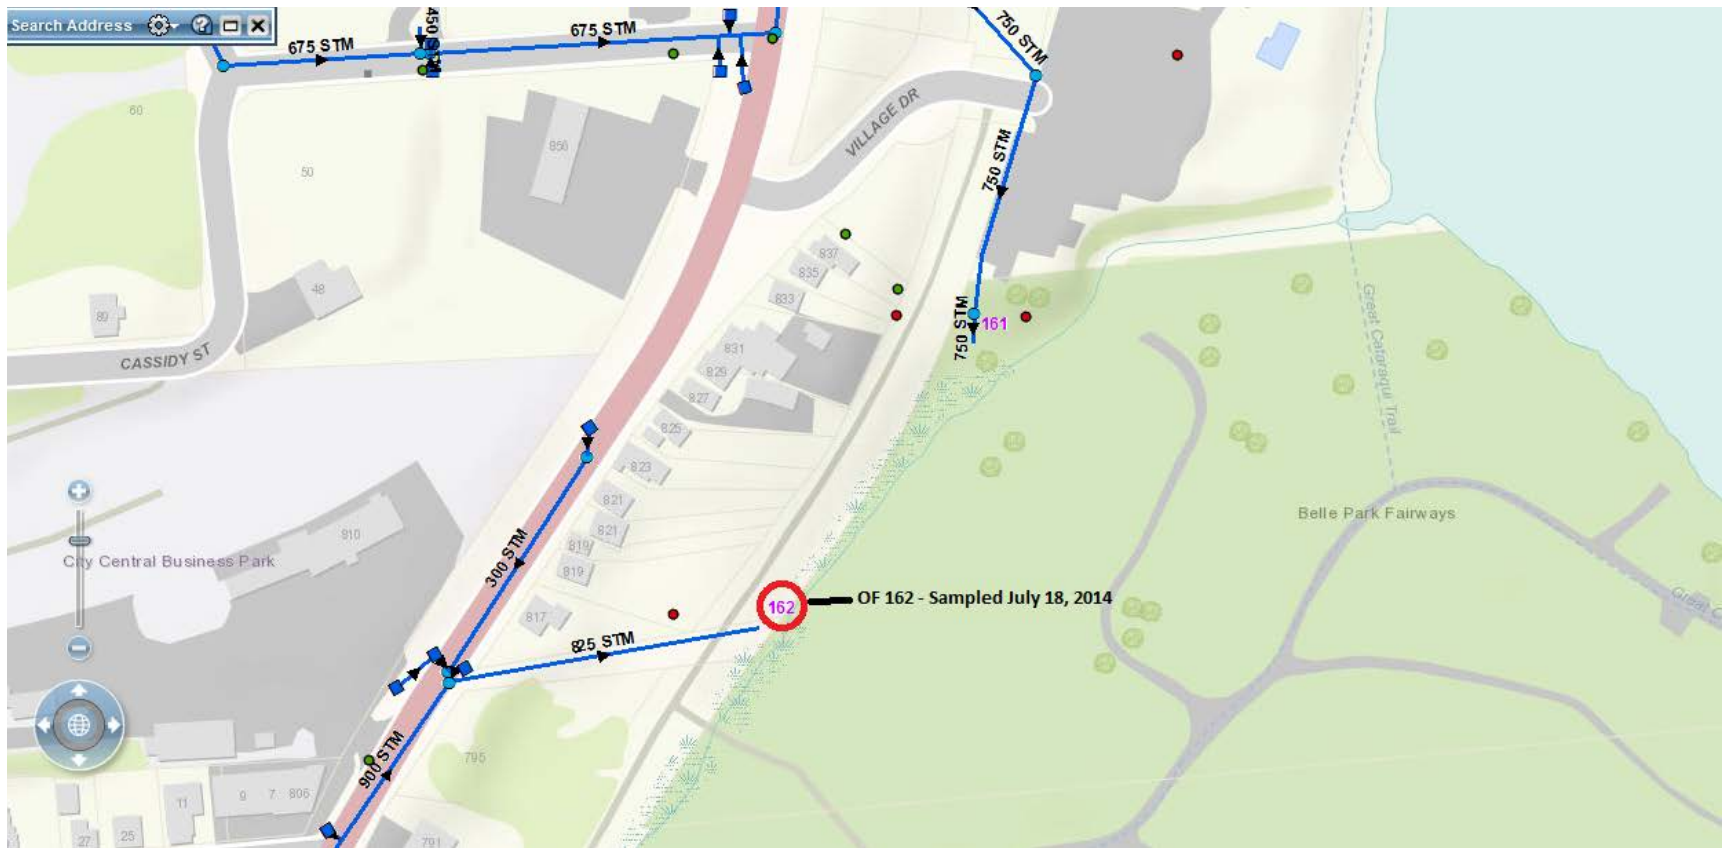 Search Address
450 STM
675 STM
675 STM
750 STM
60
856
VILLAGE DR
50
750 STM
837
835
48
833
89
161
750 STM
831
CASSIDY ST
829
827
Great Cataraqui Trail
825
823
821
821
910
Belle Park Fairways
City Central Business Park
300 STM
819
819
162
OF 162 - Sampled July 18, 2014
817
825 STM
795
900 STM
11
9 7 806
27
25
791